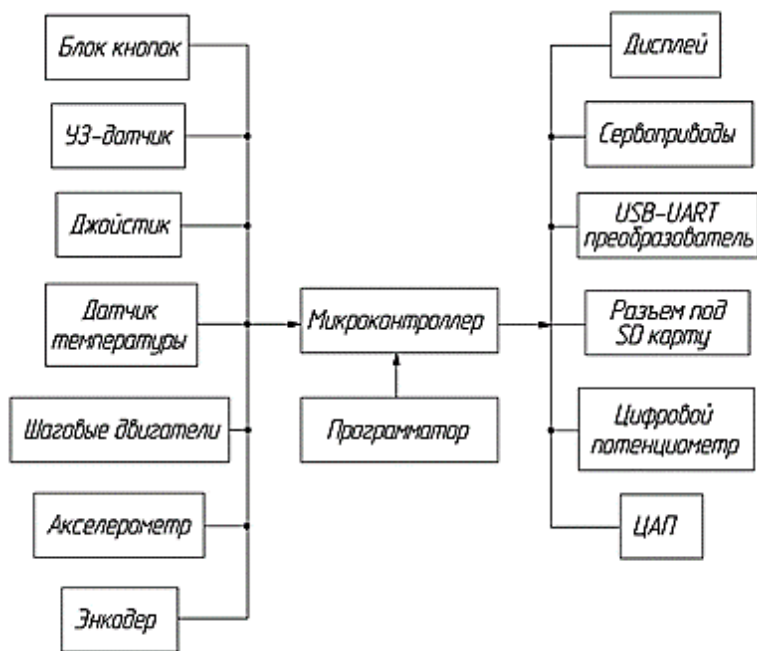 Блок кнопок
УЗ-датчик
Джойстик
Датчик
температуры
Шаговые двигатели
Акселерометр
Энкодер
Микроконтроллер
Программатор
Дисплей
Сервоприводы
USB-UART
преобразователь
Разъем под
SD карту
Цифровой
потенциометр
ЦАП